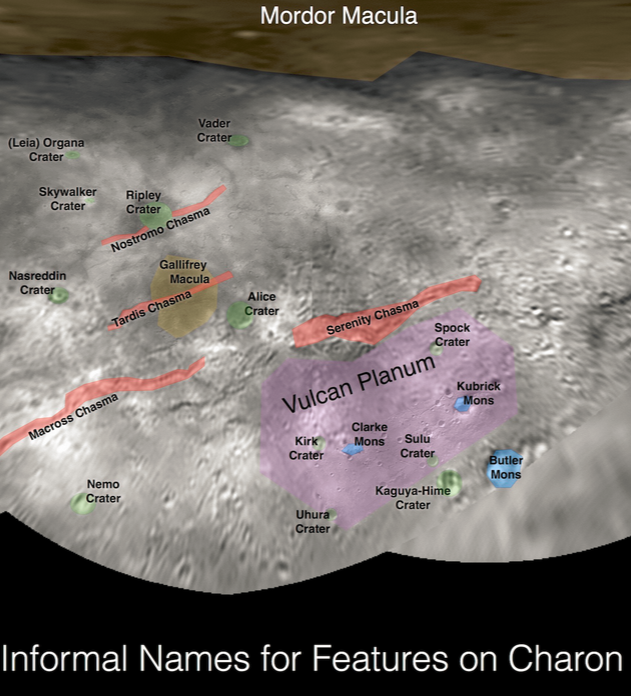 Mordor Macula
Vader
Crater
(Leia) Organa
Crater
Skywalker
Crater
Ripley
Crater
Nostromo Chasma
Gallifrey
Macula
Nasreddin
Crater
Tardis Chasma
Alice
Crater
Serenity Chasma
Spock
Crater
Vulcan Planum
Kubrick
Mons
Macross Chasma
Clarke
Mons
Kirk
Crater
Sulu
Crater
Butler
Mons
Nemo
Crater
Kaguya-Hime
Crater
Uhura
Crater
Informal Names for Features on Charon